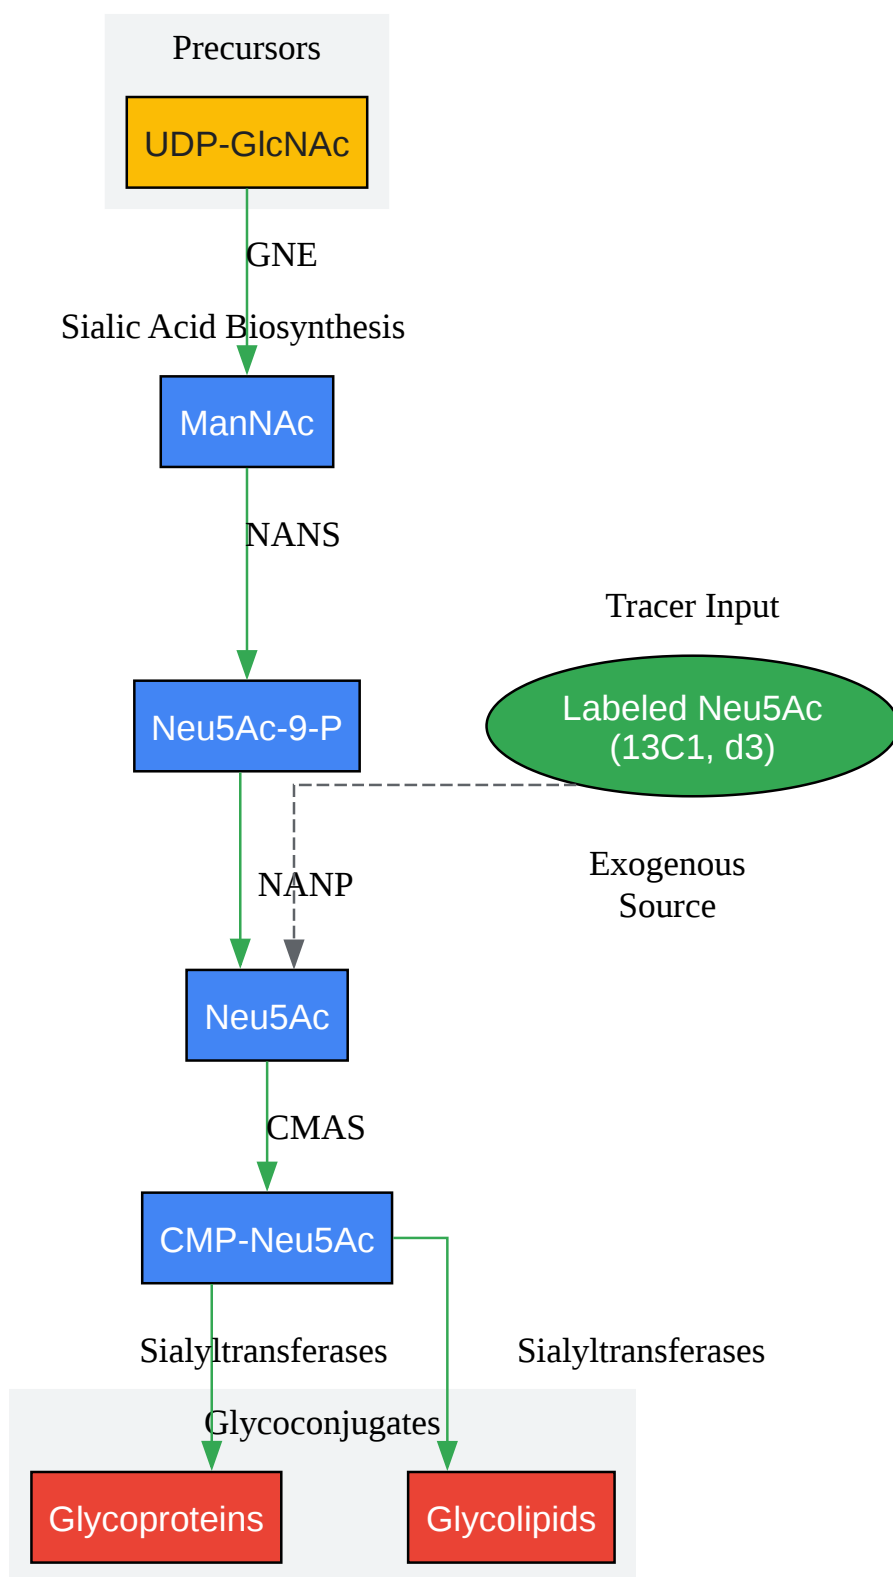 Precursors
UDP-GlcNAc
GNE
Sialic Acid Biosynthesis
ManNAc
NANS
Tracer Input
Labeled Neu5Ac
(13C1, d3)
Neu5Ac-9-P
NANP
Exogenous
Source
Neu5Ac
CMAS
CMP-Neu5Ac
Sialyltransferases
Sialyltransferases
Glycoconjugates
Glycoproteins
Glycolipids